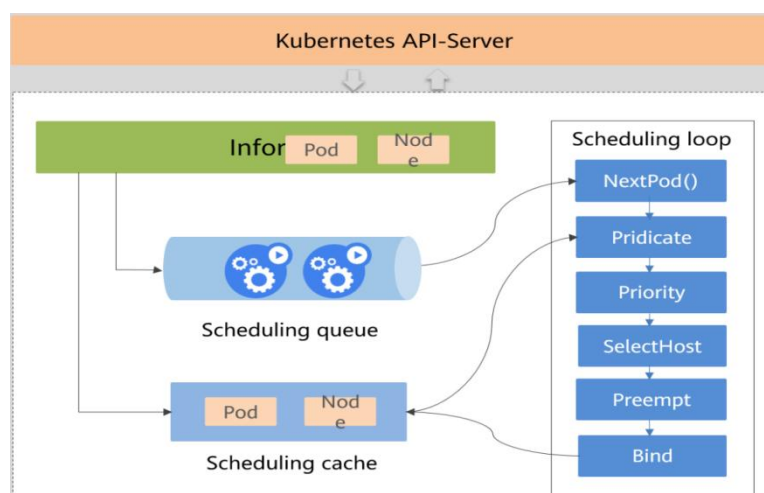 Kubernetes API-Server
Infor
Pod
Nod
e
Scheduling loop
NextPod()
Pridicate
Priority
SelectHost
Preempt
Bind
Scheduling queue
Pod
Nod
e
Scheduling cache